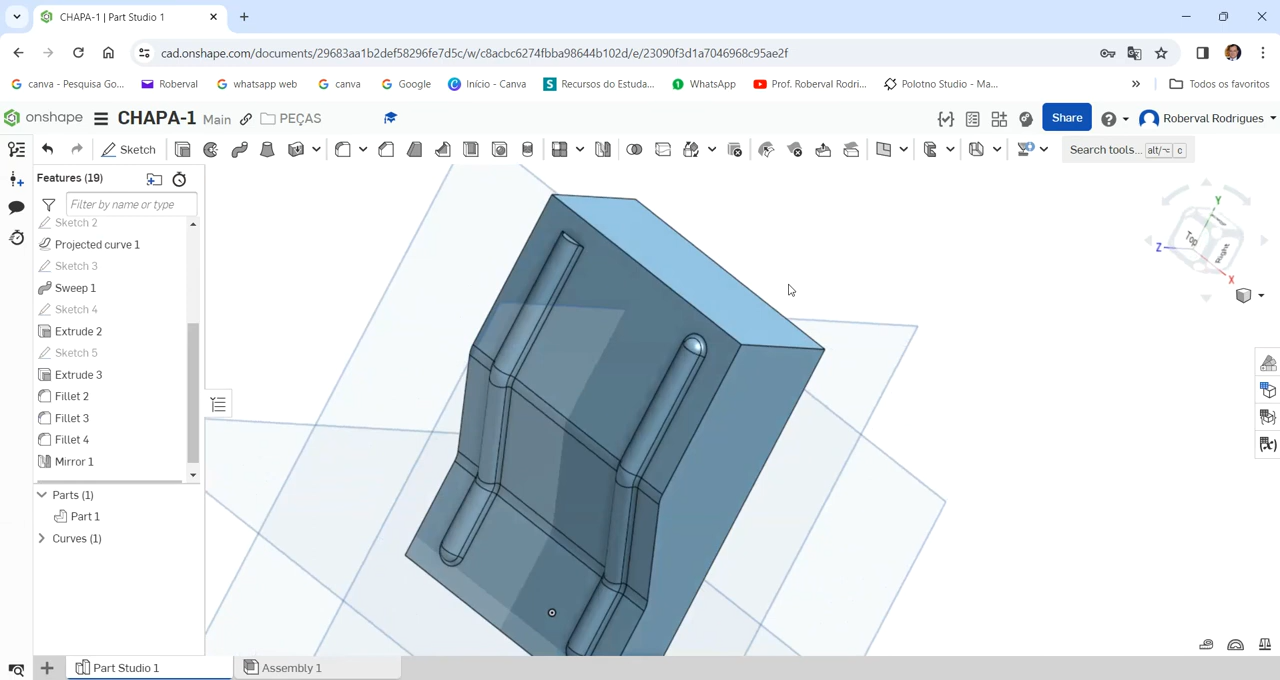 CHAPA-1 | Part Studio 1
cad.onshape.com/documents/29683aa1b2def58296fe7d5c/w/c8acbc6274fbba98644b102d/e/23090f3d1a7046968c95ae2f
canva - Pesquisa Go... Roberval whatsapp web canva Google Início - Canva Recursos do Estuda... WhatsApp Prof. Roberval Rodri... Polotno Studio - Ma... » Todos os favoritos
onshape CHAPA-1 Main PEÇAS Share Roberval Rodrigues
Sketch Search tools... alt/⌥ c
Features (19)
Filter by name or type
Sketch 2
Projected curve 1
Sketch 3
Sweep 1
Sketch 4
Extrude 2
Sketch 5
Extrude 3
Fillet 2
Fillet 3
Fillet 4
Mirror 1
Parts (1)
Part 1
Curves (1)
Y
Top
Z
Right
X
Part Studio 1 Assembly 1